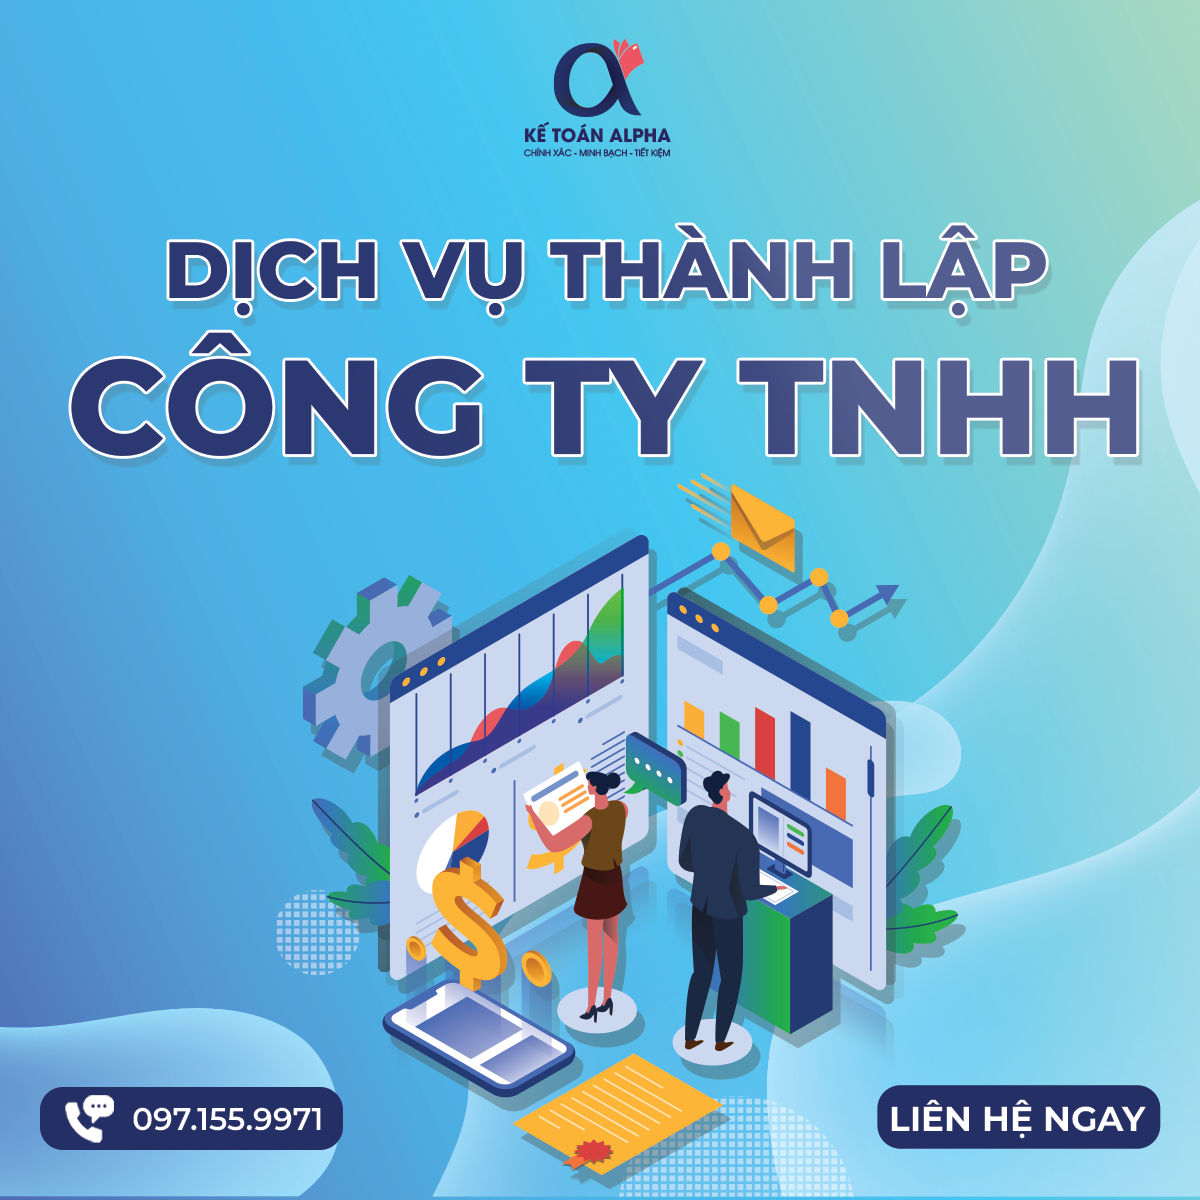 KẾ TOÁN ALPHA
CHÍNH XÁC - MINH BẠCH - TIẾT KIỆM
DỊCH VỤ THÀNH LẬP
CÔNG TY TNHH
097.155.9971
LIÊN HỆ NGAY